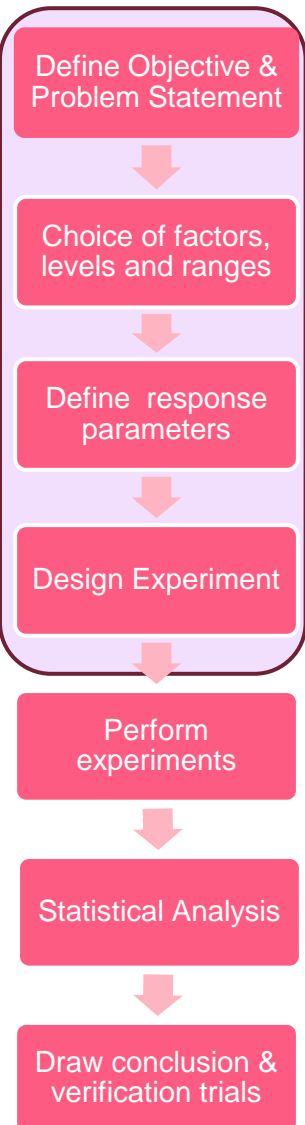 Define Objective &
Problem Statement
Choice of factors,
levels and ranges
Define response
parameters
Design Experiment
Perform
experiments
Statistical Analysis
Draw conclusion &
verification trials